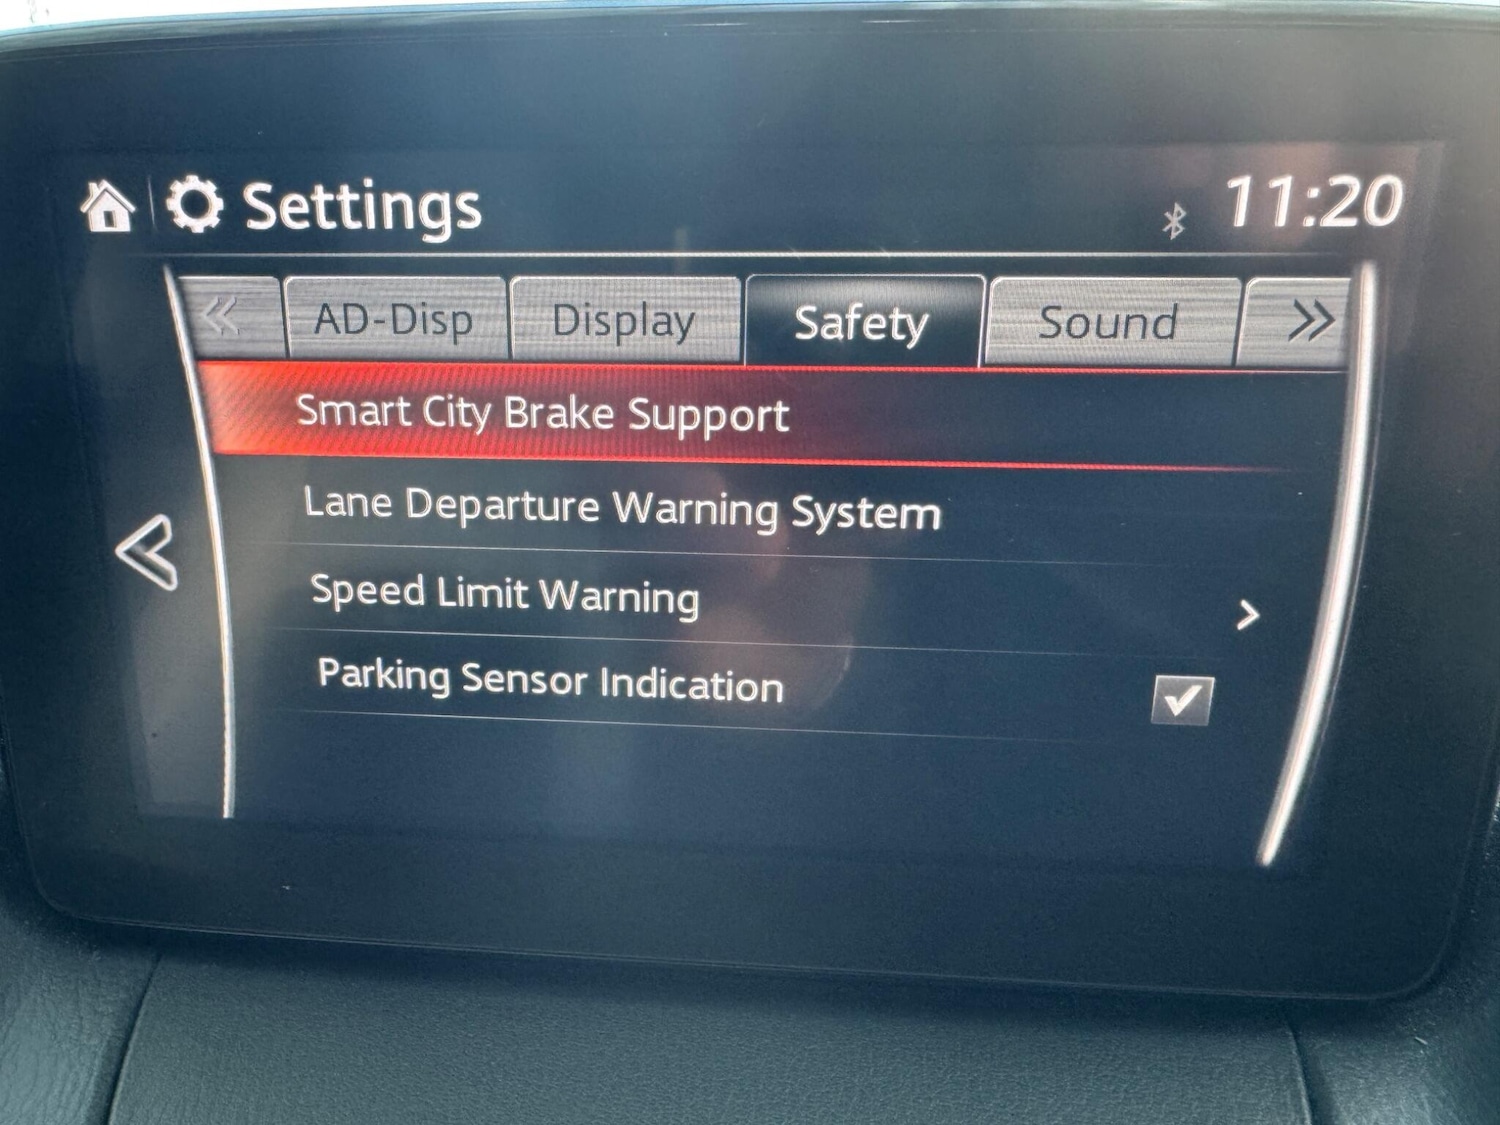 Settings
11:20
AD-Disp
Display
Safety
Sound
Smart City Brake Support
Lane Departure Warning System
Speed Limit Warning
Parking Sensor Indication